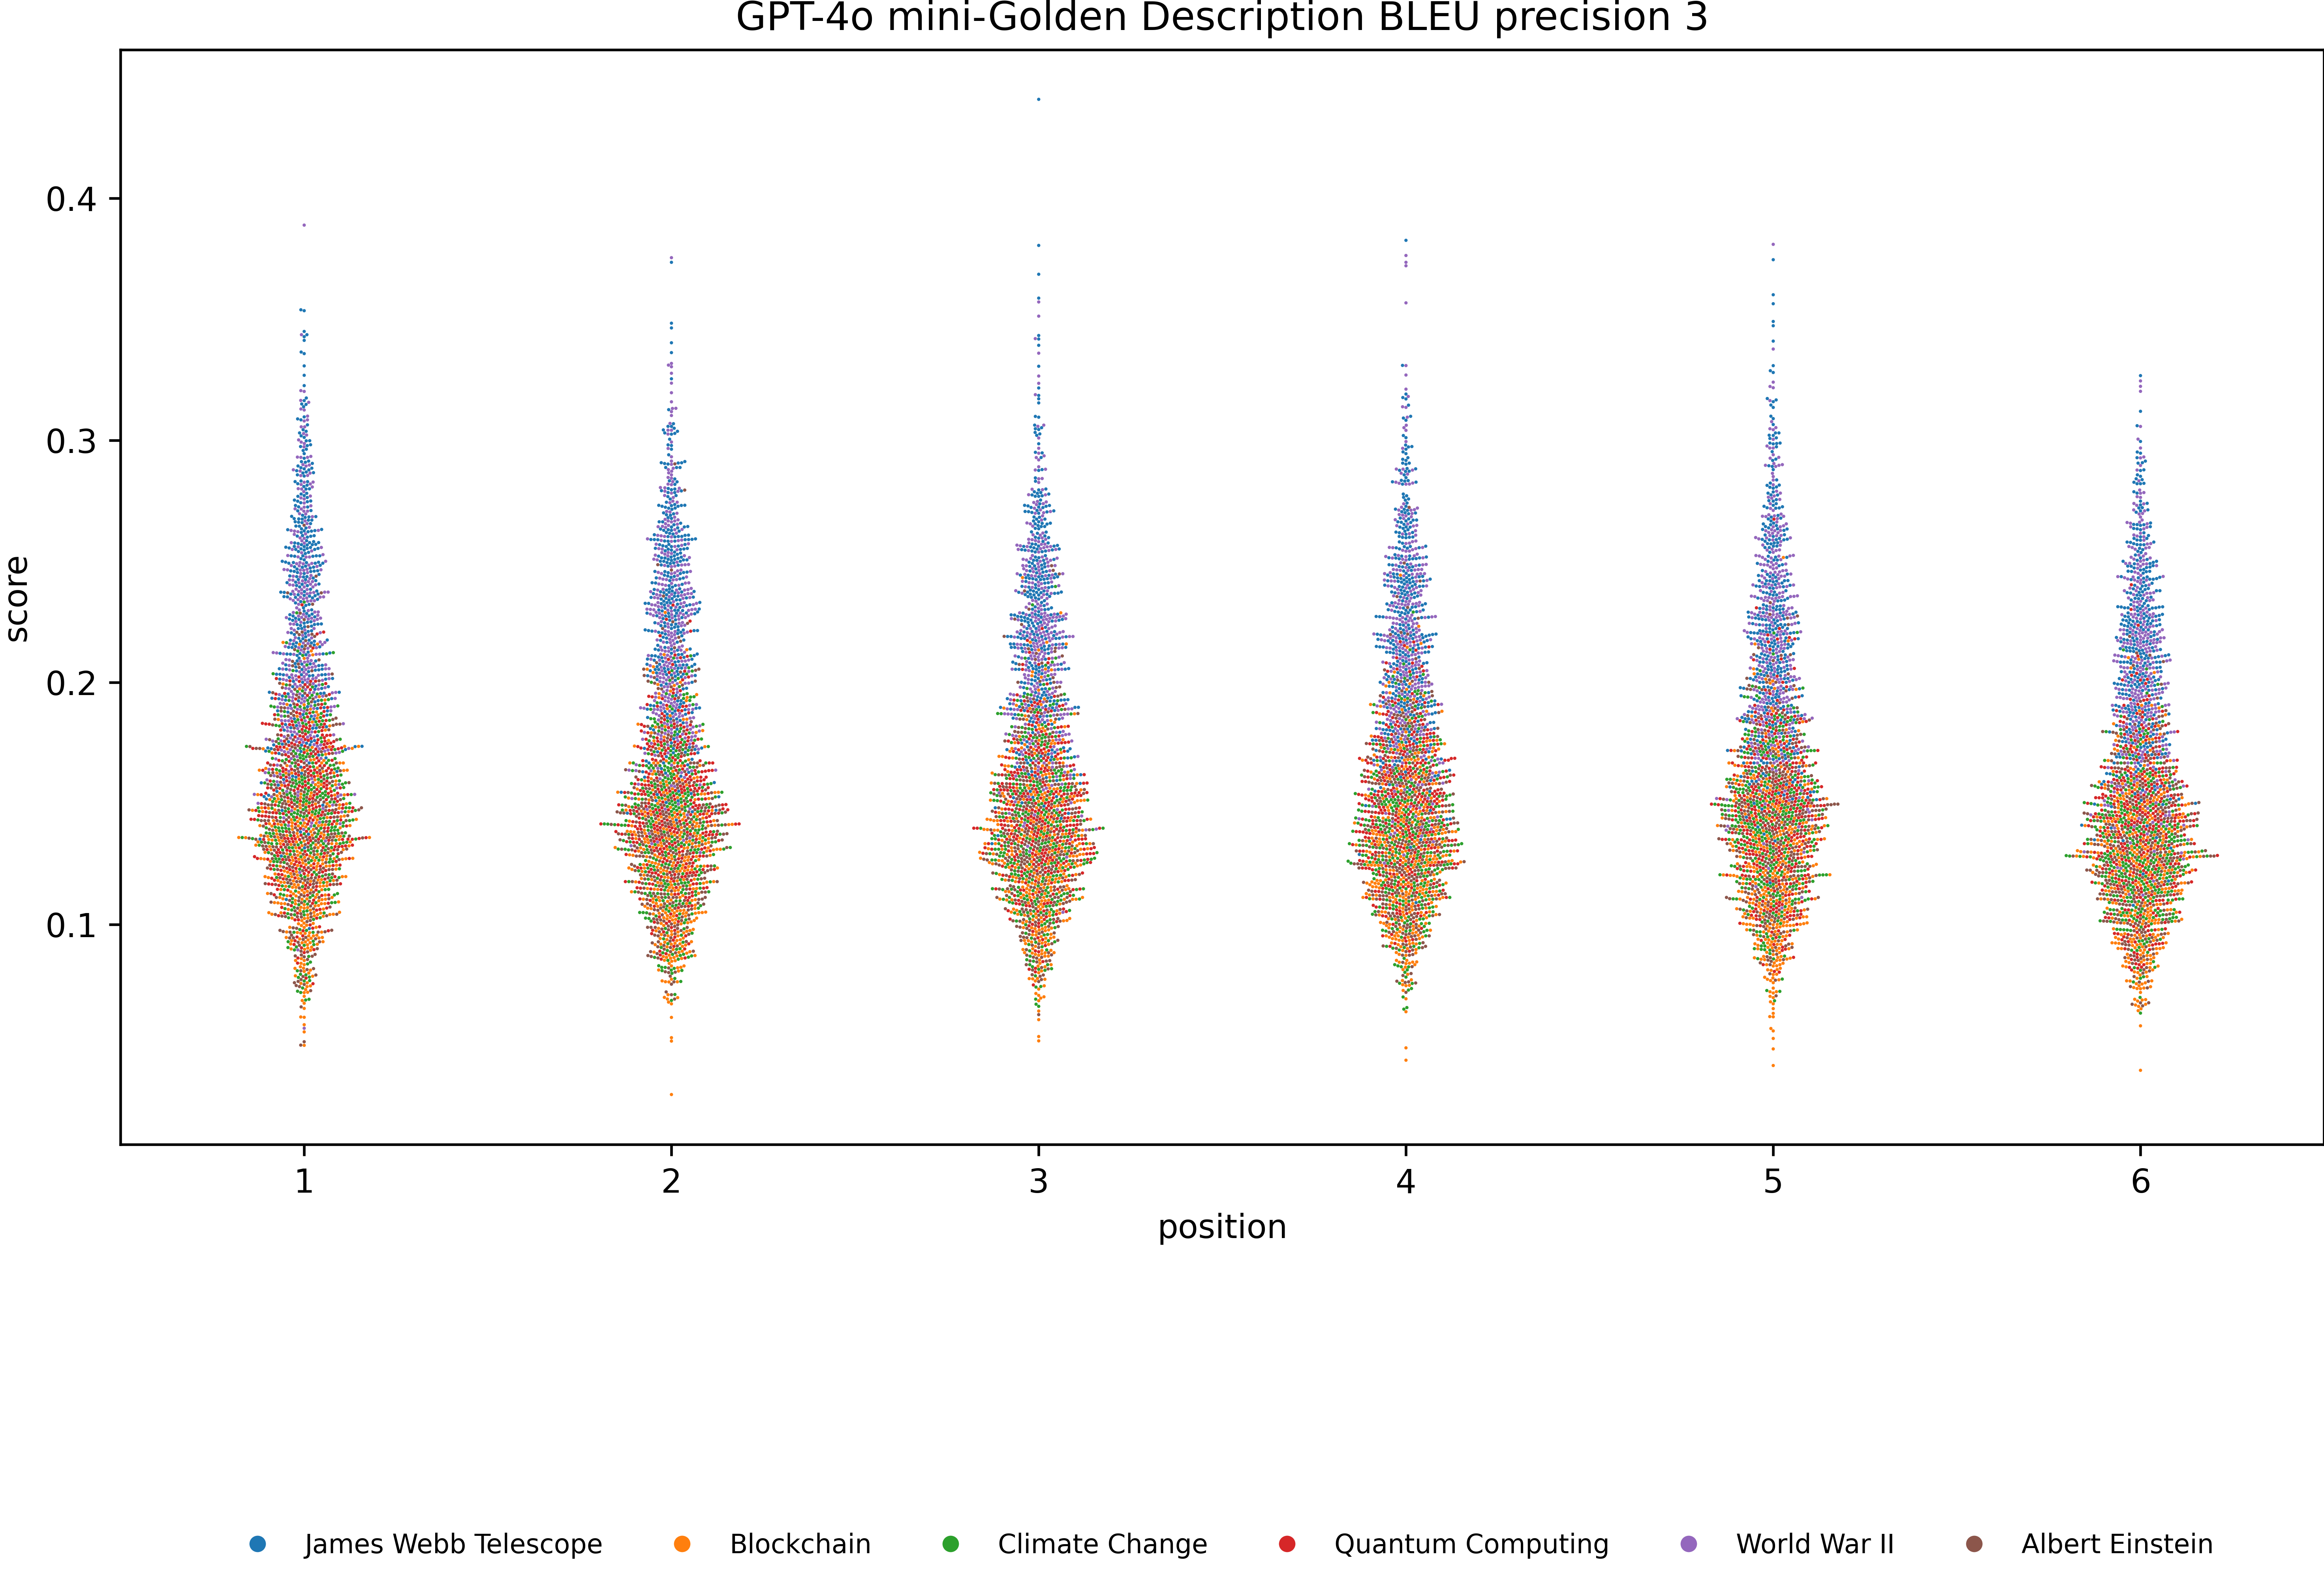 GPT-4o mini-Golden Description BLEU precision 3
score
0.4
0.3
0.2
0.1
1 2 3 4 5 6
position
James Webb Telescope Blockchain Climate Change Quantum Computing World War II Albert Einstein